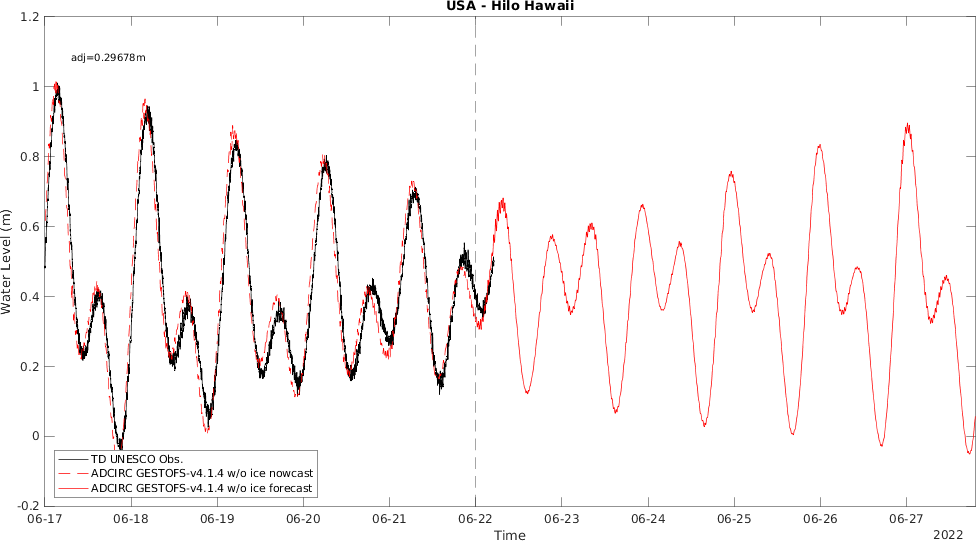 USA - Hilo Hawaii
1.2
adj=0.29678m
1
0.8
0.6
0.4
0.2
0
-0.2
Water Level (m)
TD UNESCO Obs.
ADCIRC GESTOFS-v4.1.4 w/o ice nowcast
ADCIRC GESTOFS-v4.1.4 w/o ice forecast
06-17 06-18 06-19 06-20 06-21 06-22 06-23 06-24 06-25 06-26 06-27
Time
2022